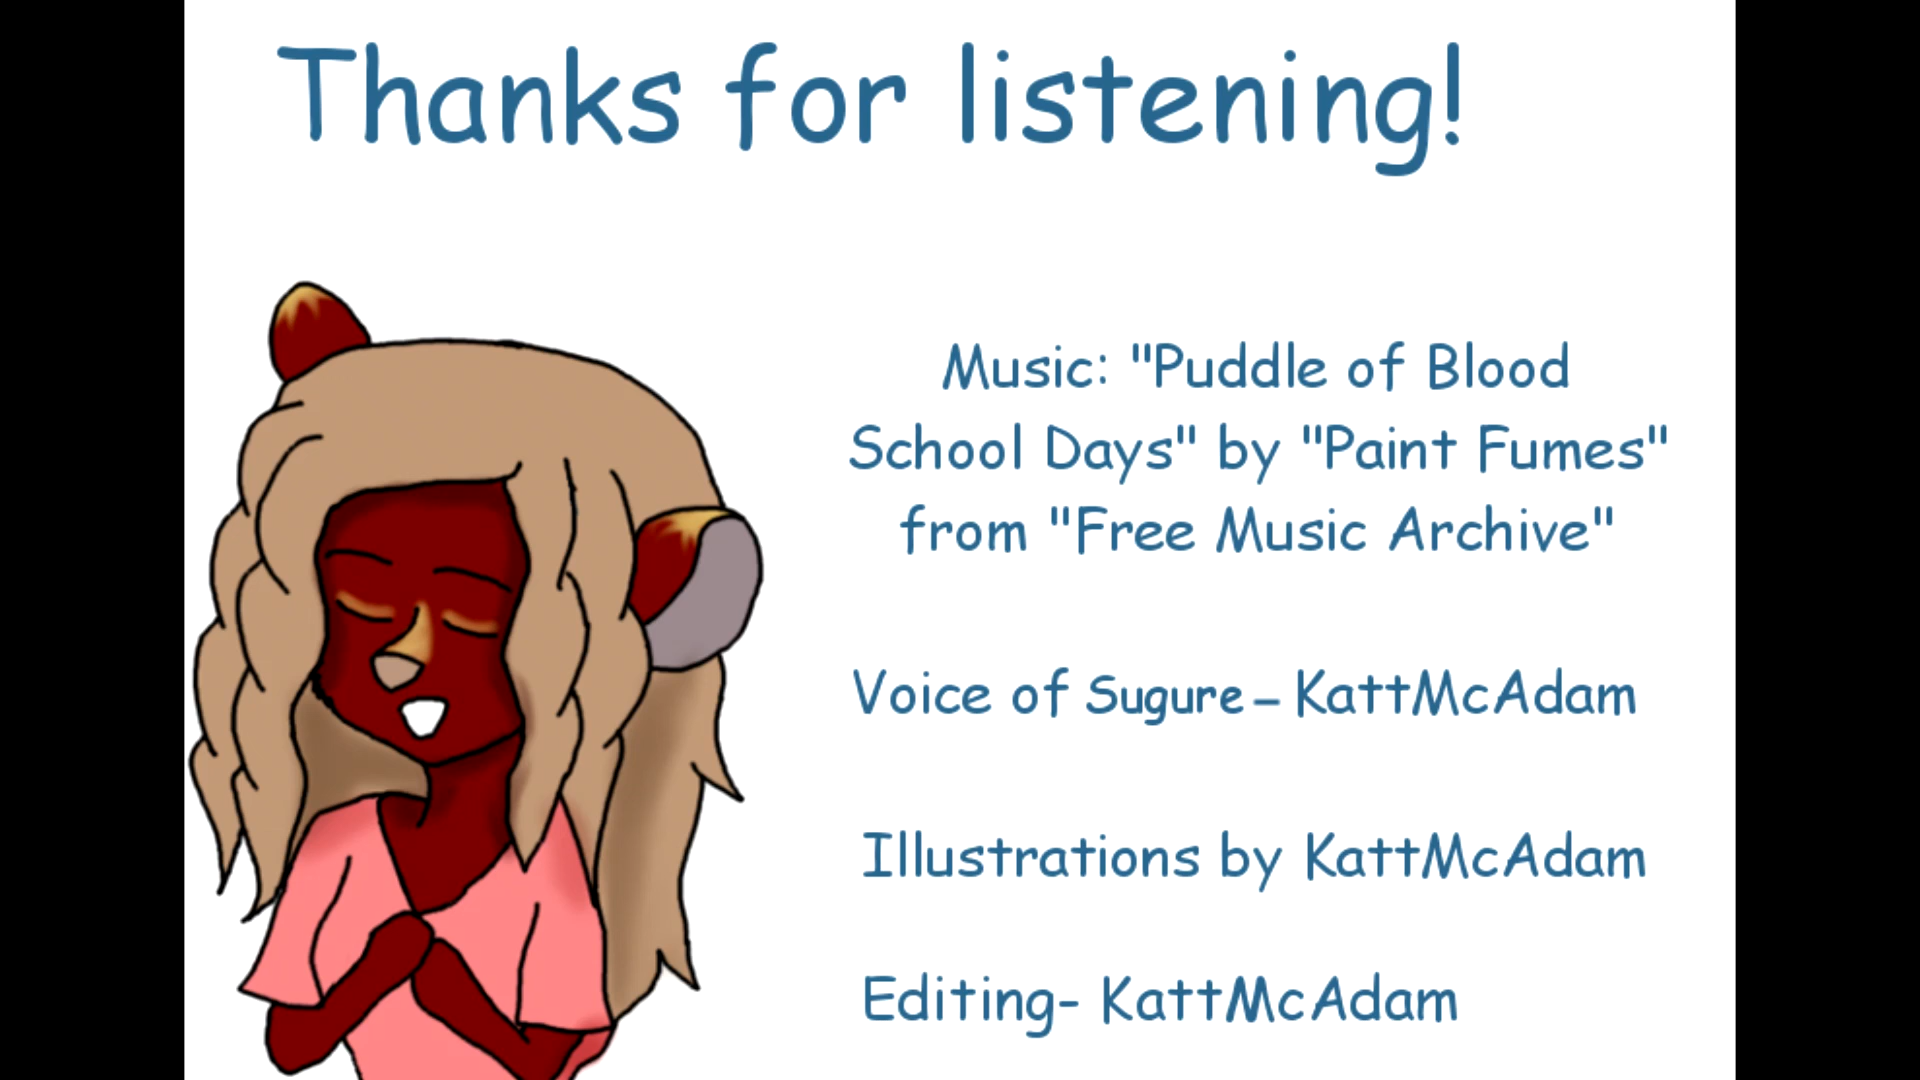 Thanks for listening!
Music: "Puddle of Blood
School Days" by "Paint Fumes"
from "Free Music Archive"
Voice of Sugure - KattMcAdam
Illustrations by KattMcAdam
Editing- KattMcAdam